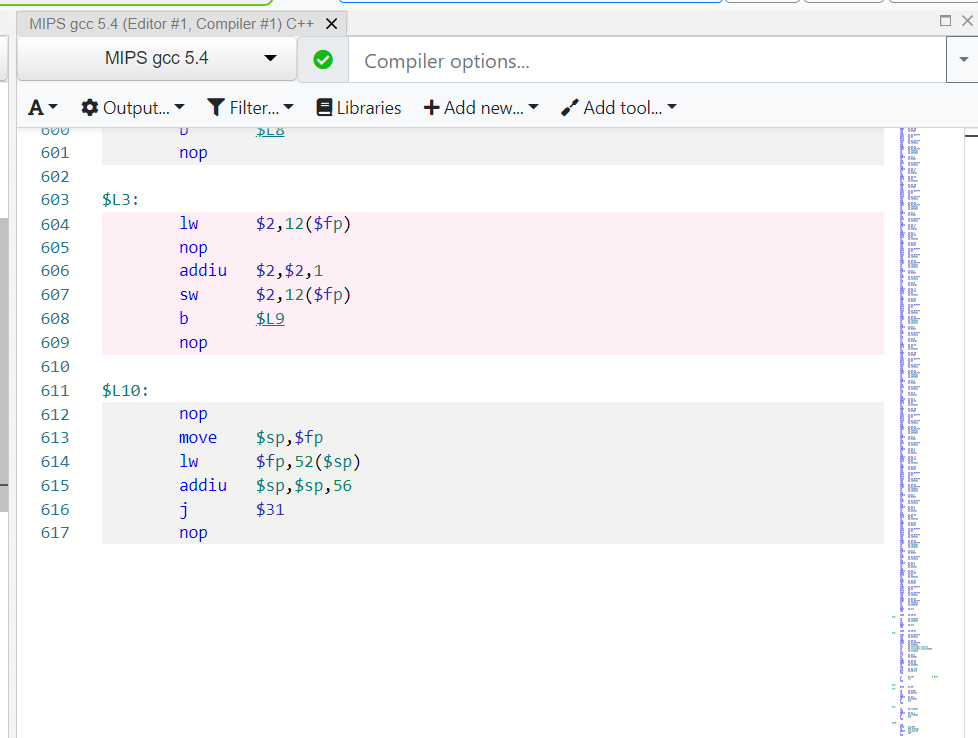 MIPS gcc 5.4 (Editor #1, Compiler #1) C++
MIPS gcc 5.4
Compiler options...
A Output... Filter... Libraries Add new... Add tool...
600 b $L8
601 nop
602
603 $L3:
604 lw $2,12($fp)
605 nop
606 addiu $2,$2,1
607 sw $2,12($fp)
608 b $L9
609 nop
610
611 $L10:
612 nop
613 move $sp,$fp
614 lw $fp,52($sp)
615 addiu $sp,$sp,56
616 j $31
617 nop